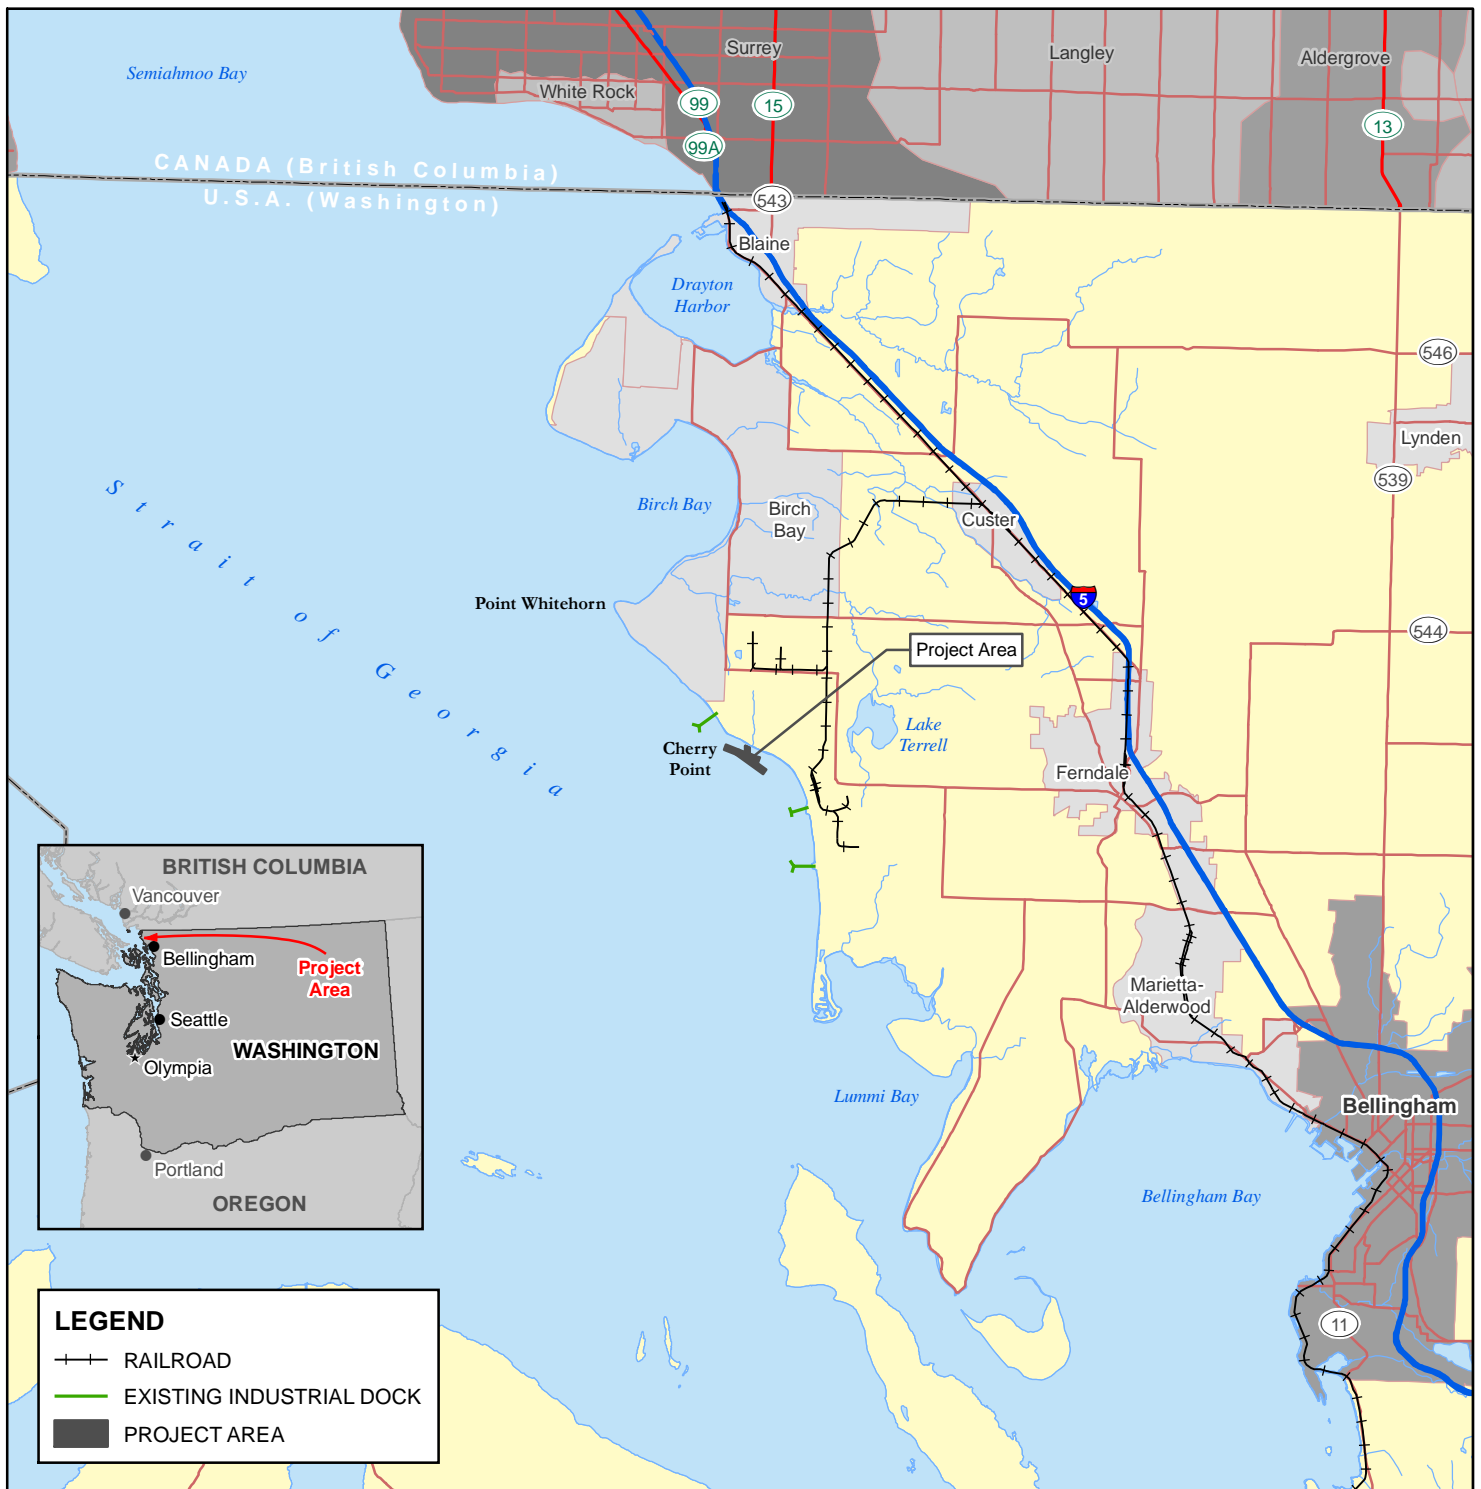 Semiahmoo Bay
Surrey
Langley
Aldergrove
White Rock
99
15
13
99A
CANADA (British Columbia)
U.S.A. (Washington)
543
Blaine
Drayton
Harbor
546
Lynden
539
Strait of Georgia
Birch Bay
Birch
Bay
Custer
Point Whitehorn
5
544
Project Area
Lake
Terrell
Cherry
Point
Ferndale
Marietta-
Alderwood
Lummi Bay
Bellingham
Bellingham Bay
11
BRITISH COLUMBIA
Vancouver
Bellingham
Project
Area
Seattle
WASHINGTON
Olympia
Portland
OREGON
LEGEND
RAILROAD
EXISTING INDUSTRIAL DOCK
PROJECT AREA